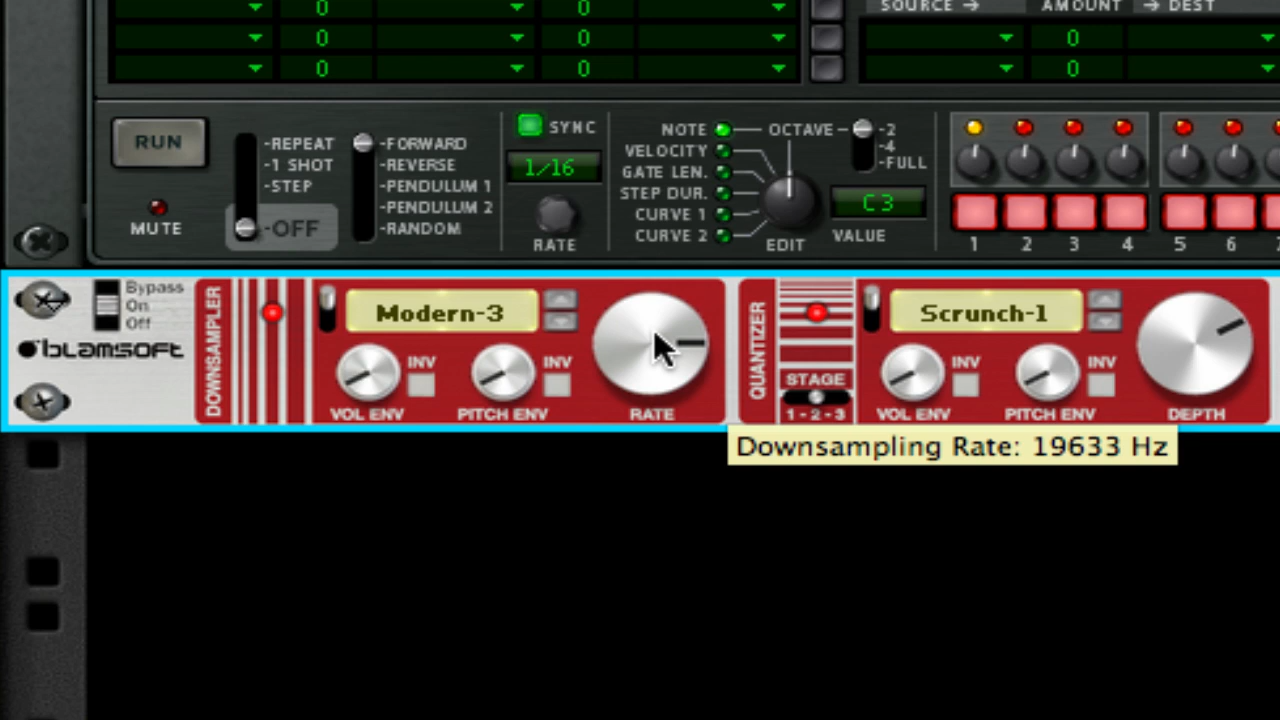 SOURCE → AMOUNT → DEST
0 0
0 0 0
0 0 0
RUN
MUTE
-REPEAT
-1 SHOT
-STEP
-OFF
-FORWARD
-REVERSE
-PENDULUM 1
-PENDULUM 2
-RANDOM
SYNC
1/16
RATE
NOTE
VELOCITY
GATE LEN.
STEP DUR.
CURVE 1
CURVE 2
OCTAVE
-2
-4
-FULL
EDIT
C 3
VALUE
1 2 3 4 5 6
Bypass
On
Off
blamsoft
DOWNSAMPLER
Modern-3
INV INV
VOL ENV PITCH ENV RATE
QUANTIZER
STAGE
1-2-3
Scrunch-1
INV INV
VOL ENV PITCH ENV DEPTH
Downsampling Rate: 19633 Hz